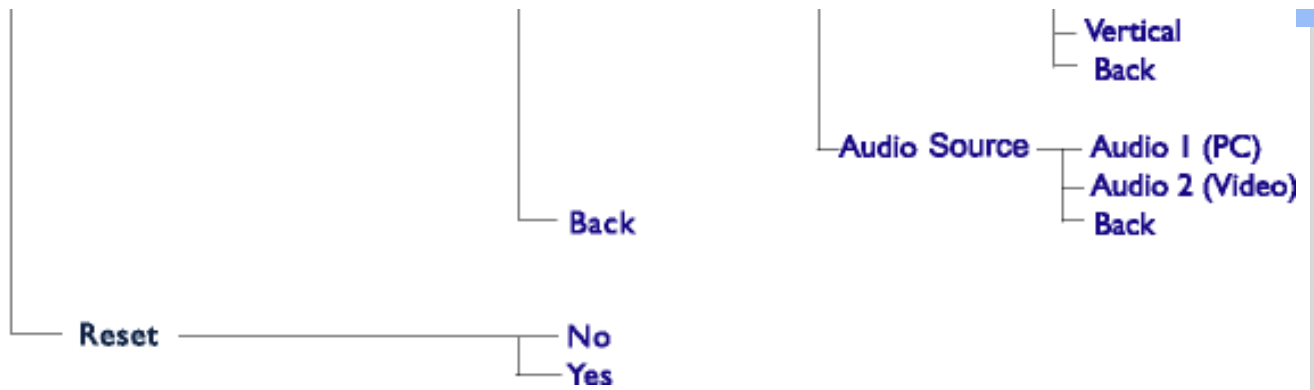 Vertical
Back
Audio Source Audio 1 (PC)
Audio 2 (Video)
Back
Back
Reset No
Yes